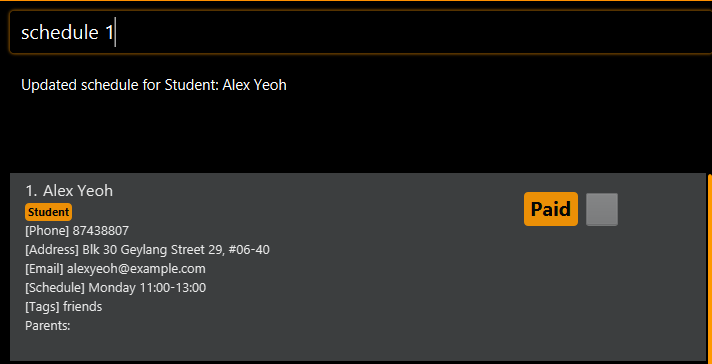 schedule 1
Updated schedule for Student: Alex Yeoh
1. Alex Yeoh
Student
Paid
[Phone] 87438807
[Address] Blk 30 Geylang Street 29, #06-40
[Email] alexyeoh@example.com
[Schedule] Monday 11:00-13:00
[Tags] friends
Parents: